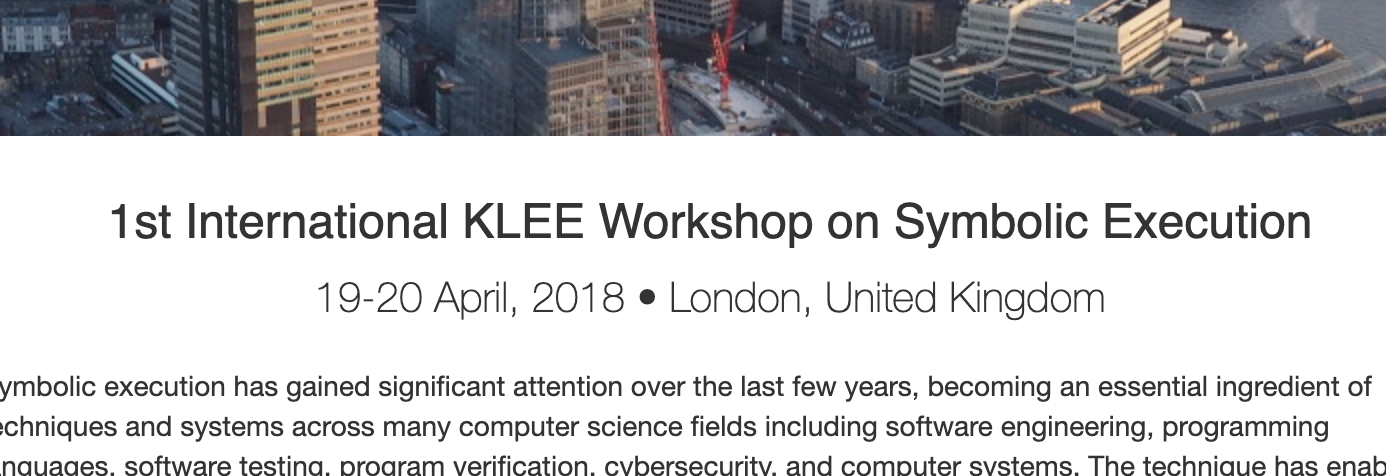 1st International KLEE Workshop on Symbolic Execution
19-20 April, 2018 • London, United Kingdom
ymbolic execution has gained significant attention over the last few years, becoming an essential ingredient of
echniques and systems across many computer science fields including software engineering, programming
anguages, software testing, program verification, cybersecurity, and computer systems. The technique has enab